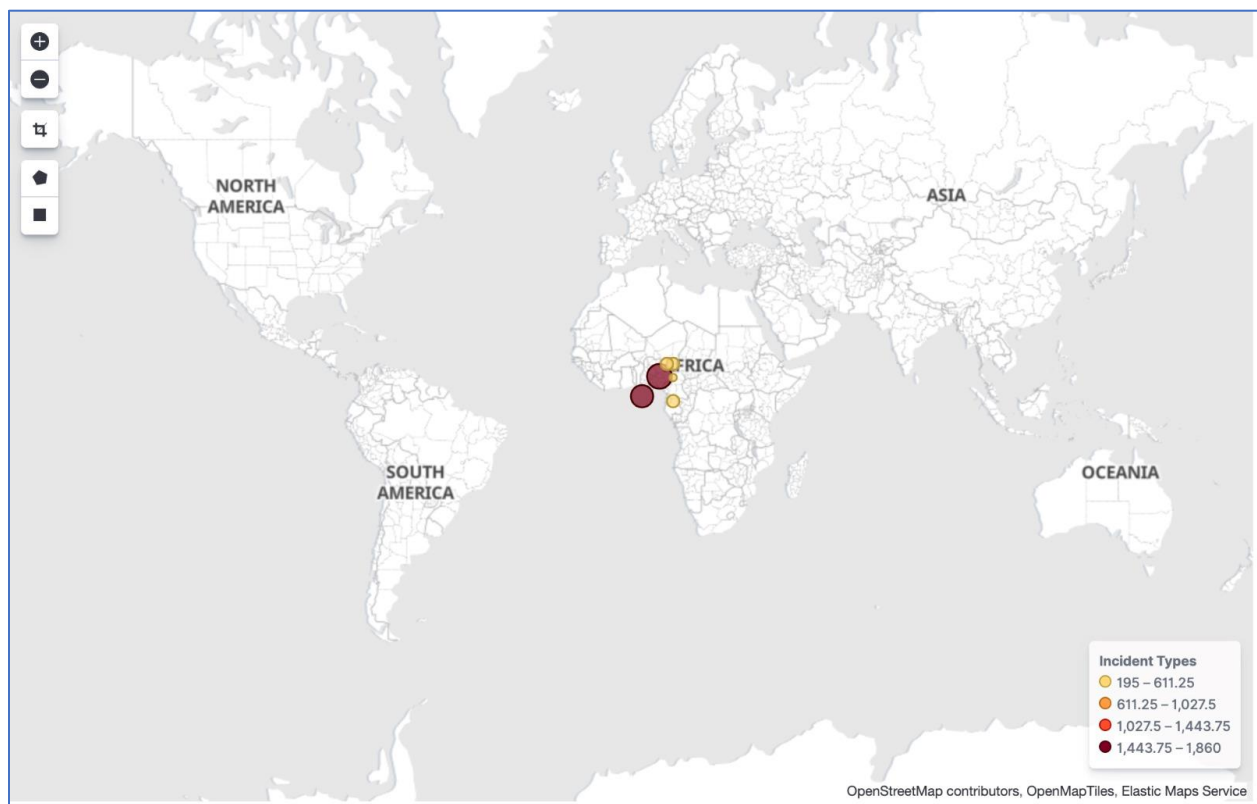 NORTH
AMERICA
ASIA
FRICA
SOUTH
AMERICA
OCEANIA
Incident Types
195 – 611.25
611.25 – 1,027.5
1,027.5 – 1,443.75
1,443.75 – 1,860
OpenStreetMap contributors, OpenMapTiles, Elastic Maps Service